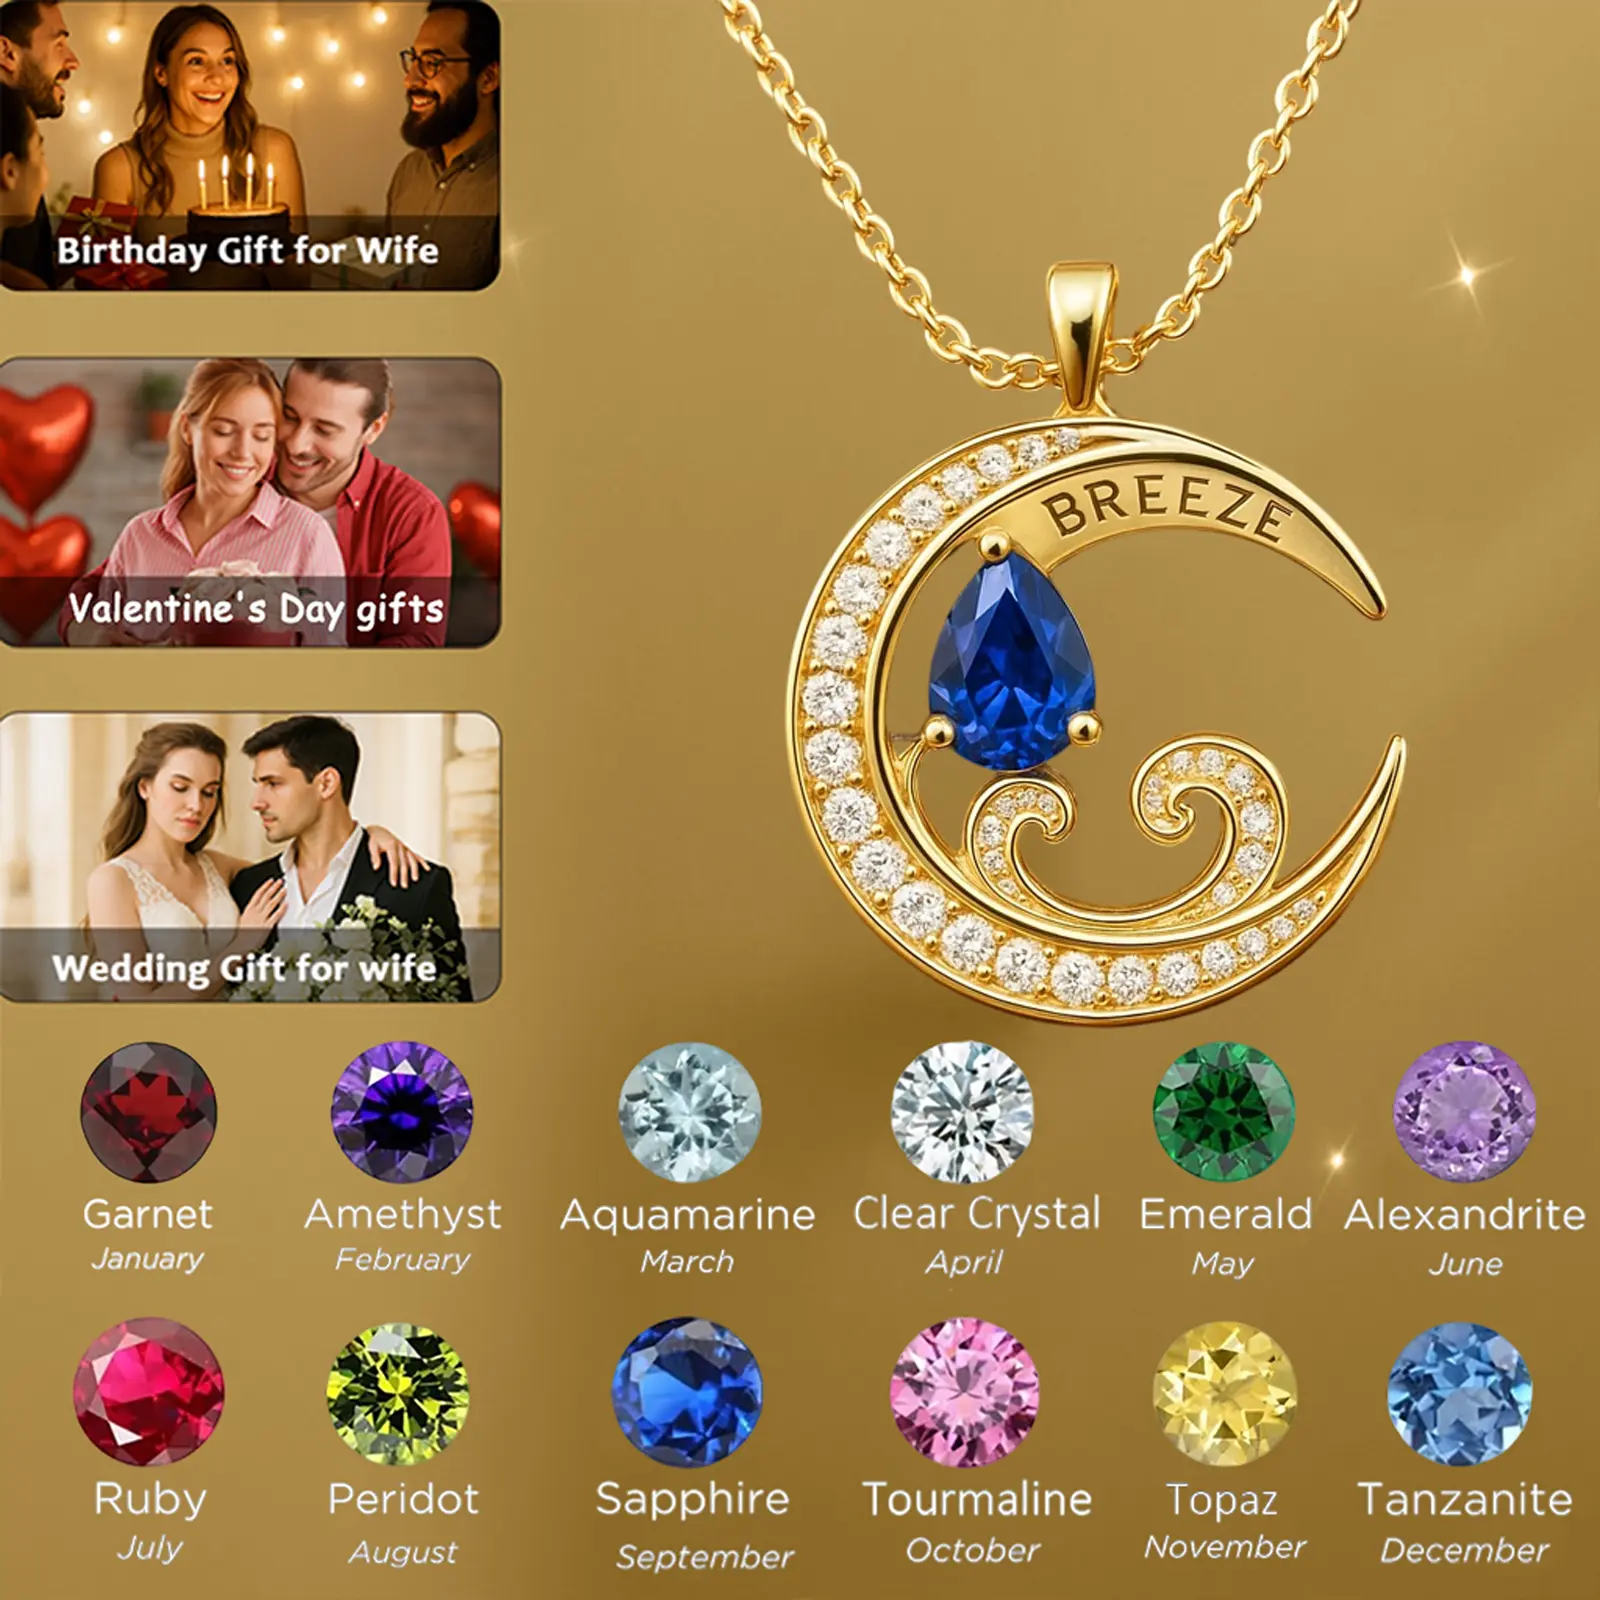 Birthday Gift for Wife
BREEZE
Valentine's Day gifts
Wedding Gift for wife
Garnet
January
Amethyst
February
Aquamarine
March
Clear Crystal
April
Emerald
May
Alexandrite
June
Ruby
July
Peridot
August
Sapphire
September
Tourmaline
October
Topaz
November
Tanzanite
December